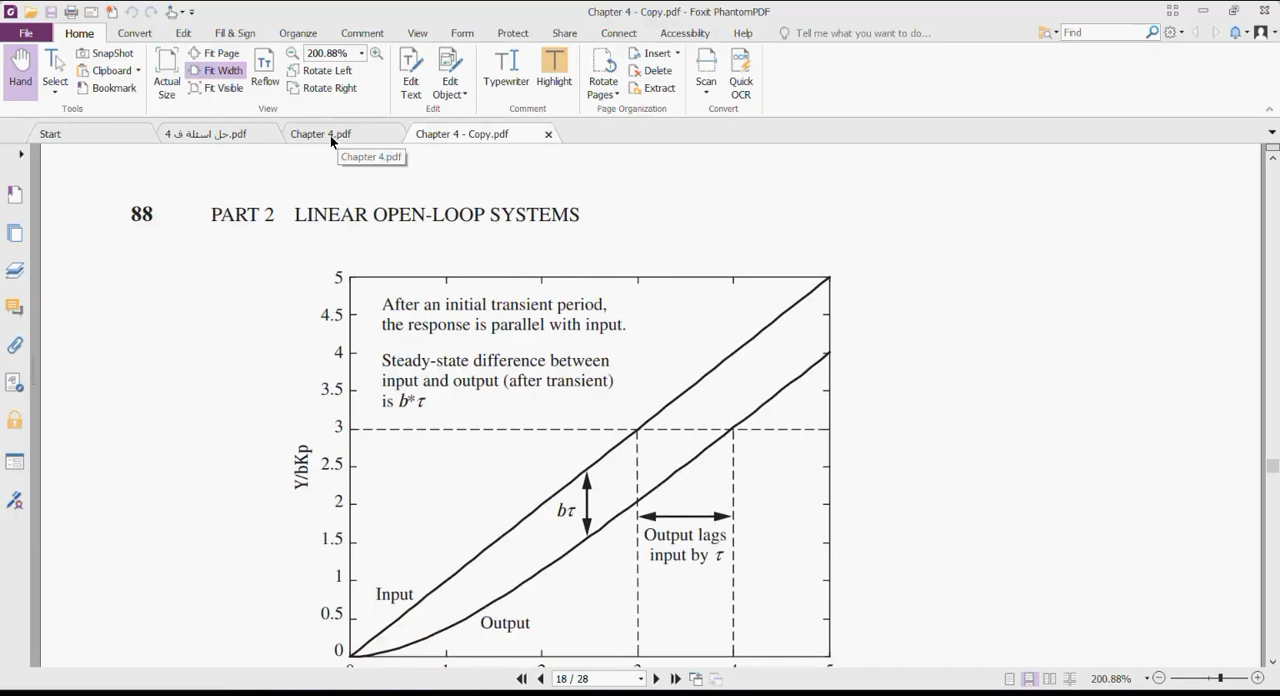 Chapter 4 - Copy.pdf - Foxit PhantomPDF
File Home Convert Edit Fill & Sign Organize Comment View Form Protect Share Connect Accessibility Help Tell me what you want to do... Find
Hand
Select
SnapShot
Clipboard
Bookmark
Tools
Actual Size
Fit Page
Fit Width
Fit Visible
Reflow
200.88%
Rotate Left
Rotate Right
View
Edit Text
Edit Object
Edit
Typewriter
Highlight
Comment
Rotate Pages
Insert
Delete
Extract
Page Organization
Scan
Quick OCR
Convert
Start
حل اسئلة ف 4.pdf
Chapter 4.pdf
Chapter 4 - Copy.pdf
Chapter 4.pdf
88 PART 2 LINEAR OPEN-LOOP SYSTEMS
5
4.5
4
3.5
3
2.5
2
1.5
1
0.5
0
Y/bKp
After an initial transient period,
the response is parallel with input.
Steady-state difference between
input and output (after transient)
is b*τ
bτ
Output lags
input by τ
Input
Output
18 / 28
200.88%